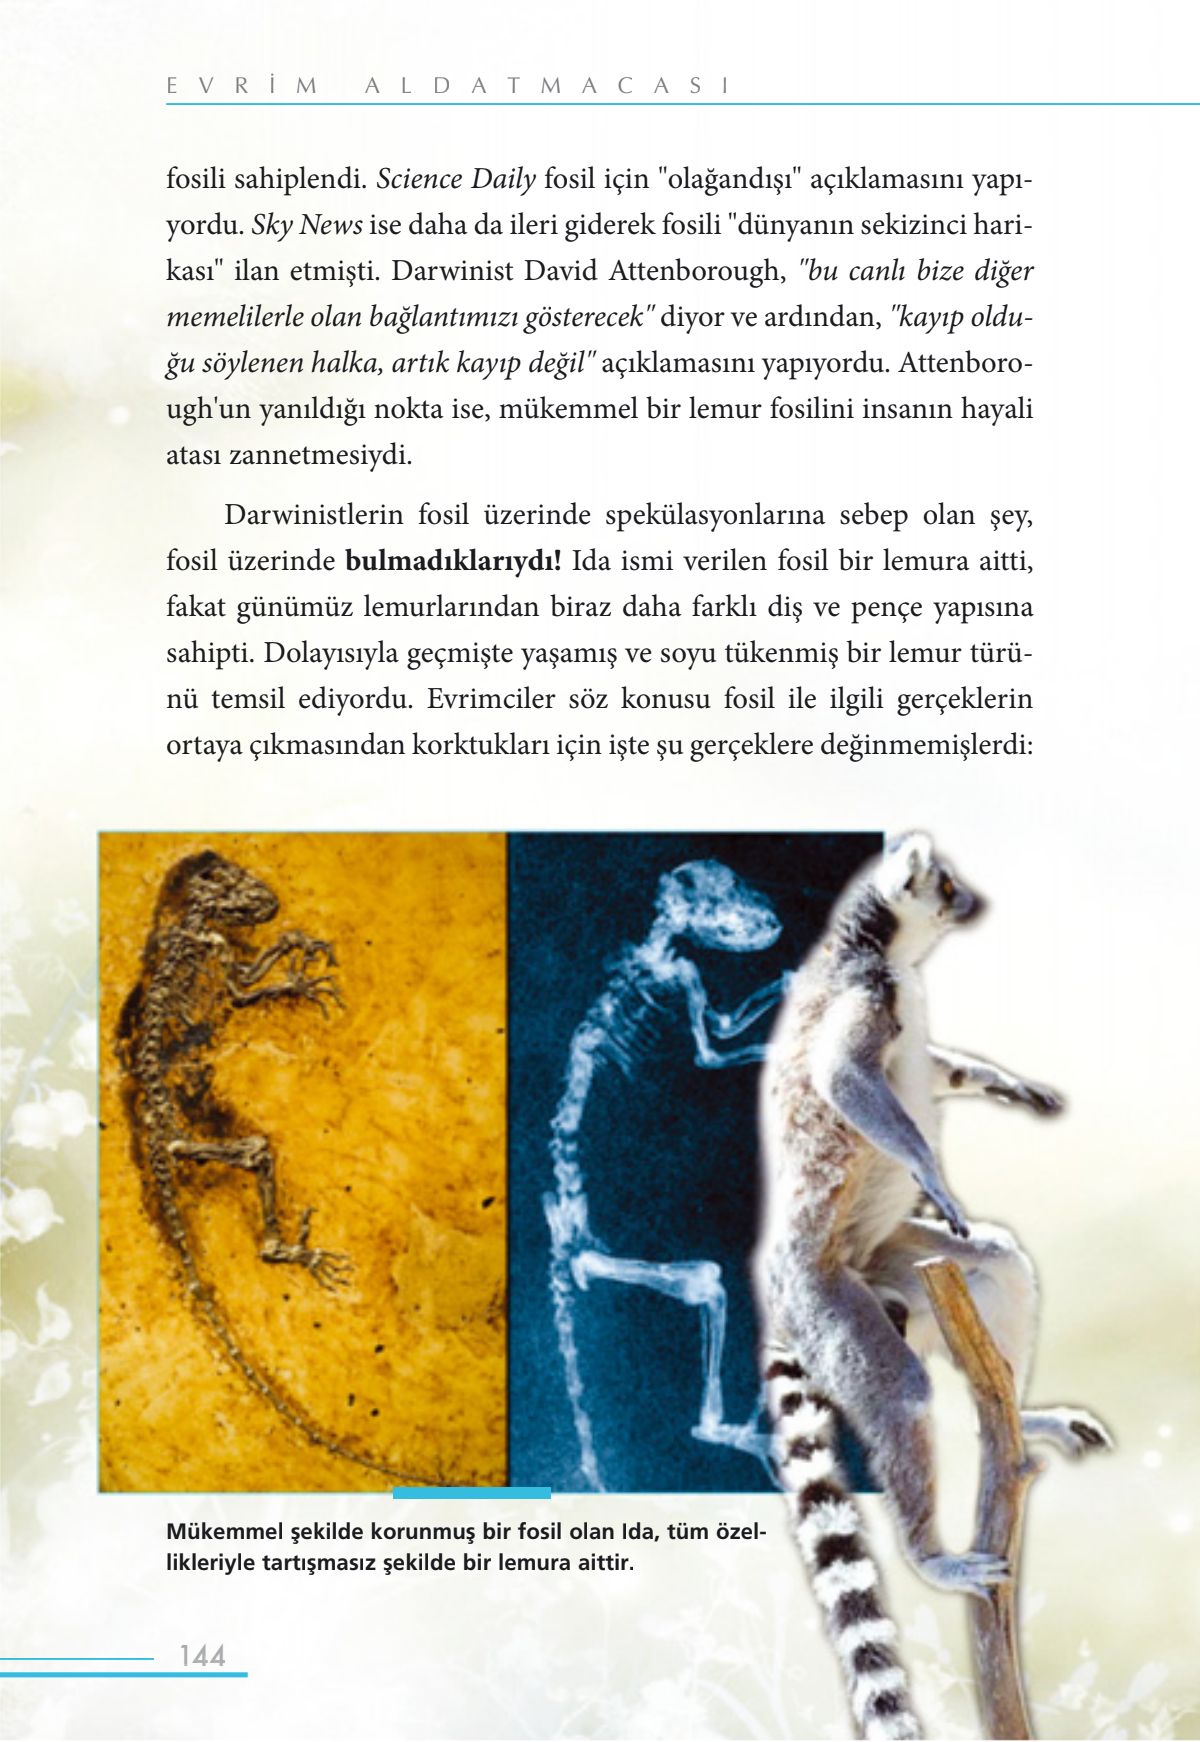 EVRİM ALDATMACASI
fosili sahiplendi. Science Daily fosil için "olağandışı" açıklamasını yapı-
yordu. Sky News ise daha da ileri giderek fosili "dünyanın sekizinci hari-
kası" ilan etmişti. Darwinist David Attenborough, "bu canlı bize diğer
memelilerle olan bağlantımızı gösterecek" diyor ve ardından, "kayıp oldu-
ğu söylenen halka, artık kayıp değil" açıklamasını yapıyordu. Attenboro-
ugh'un yanıldığı nokta ise, mükemmel bir lemur fosilini insanın hayali
atası zannetmesiydi.
Darwinistlerin fosil üzerinde spekülasyonlarına sebep olan şey,
fosil üzerinde bulmadıklarıydı! Ida ismi verilen fosil bir lemura aitti,
fakat günümüz lemurlarından biraz daha farklı diş ve pençe yapısına
sahipti. Dolayısıyla geçmişte yaşamış ve soyu tükenmiş bir lemur türü-
nü temsil ediyordu. Evrimciler söz konusu fosil ile ilgili gerçeklerin
ortaya çıkmasından korktukları için işte şu gerçeklere değinmemişlerdi:
Mükemmel şekilde korunmuş bir fosil olan Ida, tüm özel-
likleriyle tartışmasız şekilde bir lemura aittir.
144